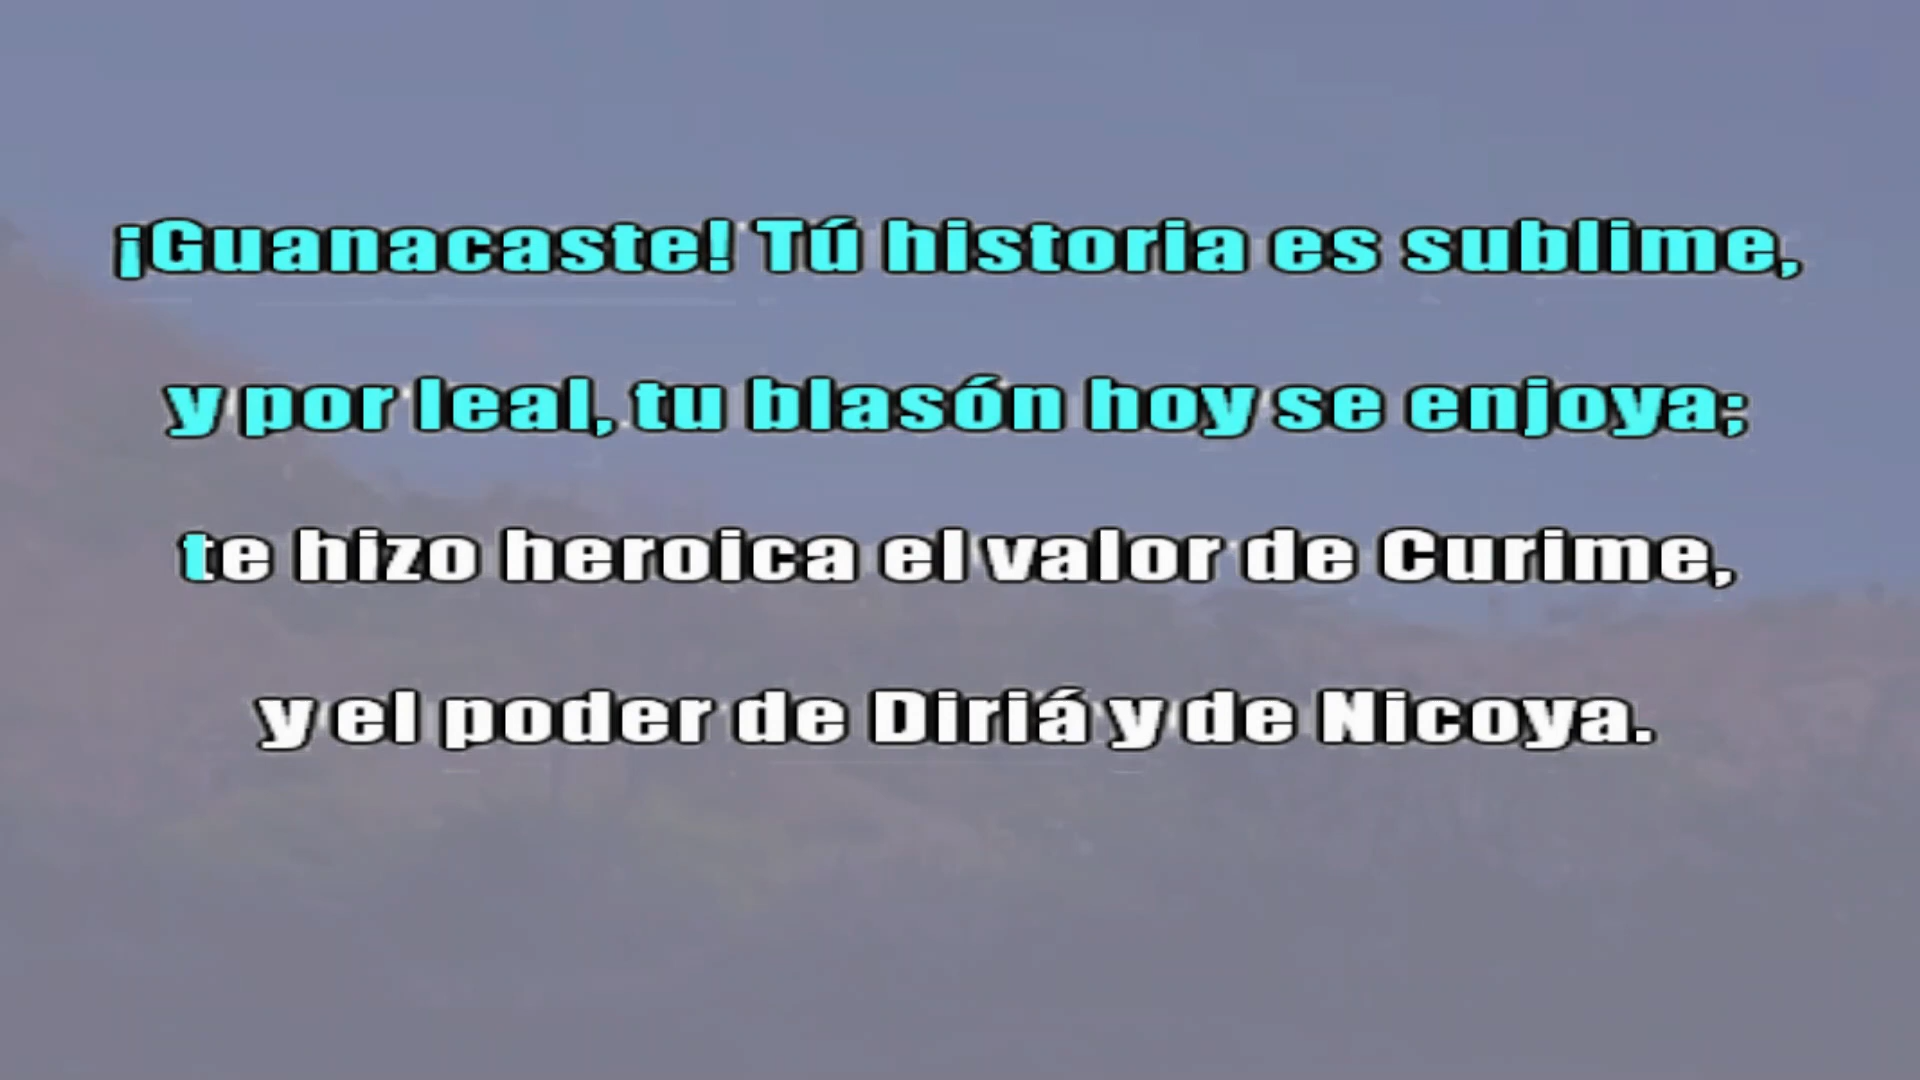 ¡Guanacaste! Tú historia es sublime,
y por leal, tu blasón hoy se enjoya;
te hizo heroica el valor de Curime,
y el poder de Diriá y de Nicoya.